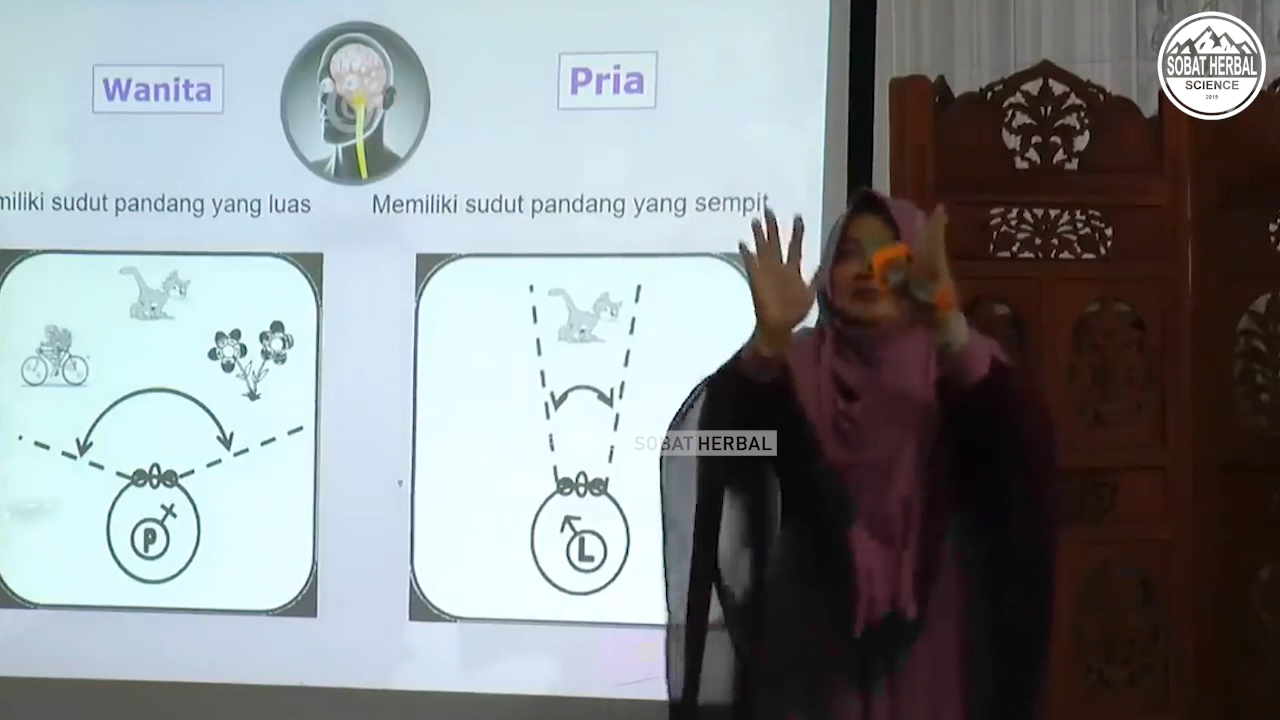 Wanita
Pria
miliki sudut pandang yang luas
Memiliki sudut pandang yang sempit
P
L
SOBAT HERBAL
SOBAT HERBAL
SCIENCE
2019